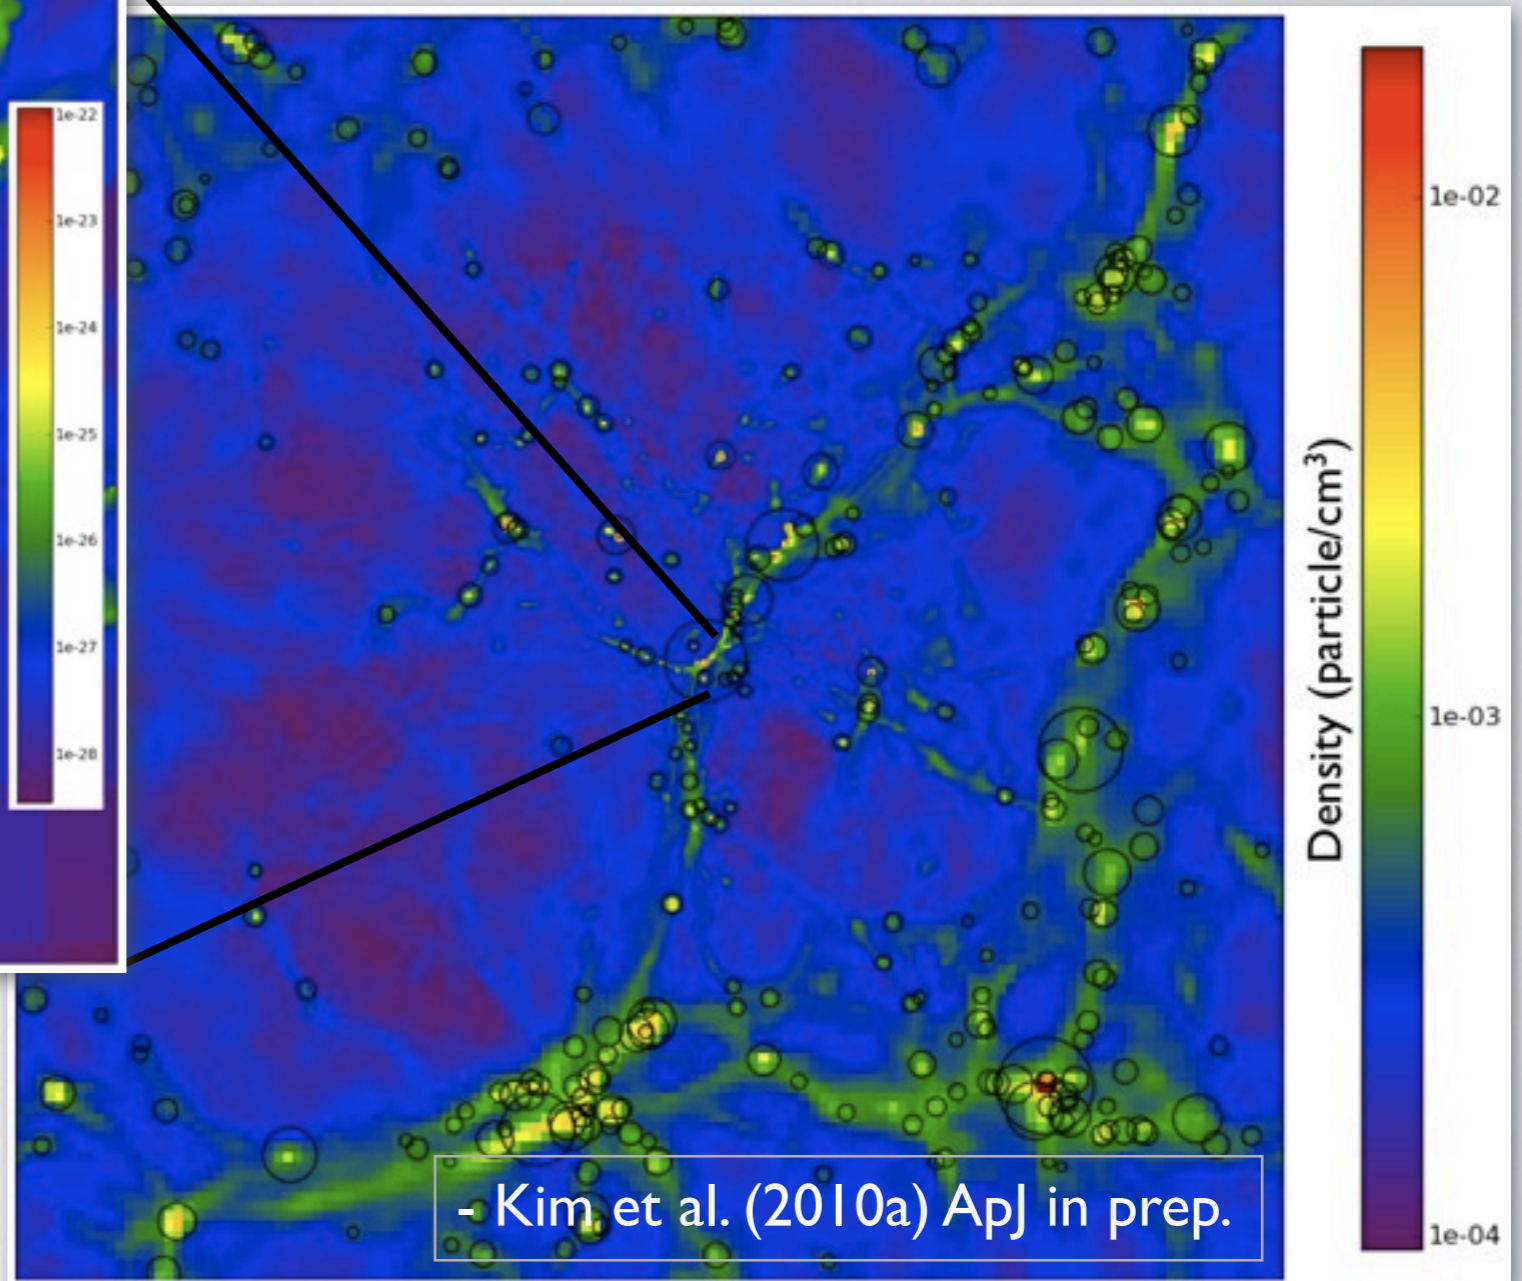 1e-22
1e-23
1e-24
1e-25
1e-26
1e-27
1e-28
1e-02
1e-03
1e-04
Density (particle/cm³)
- Kim et al. (2010a) ApJ in prep.